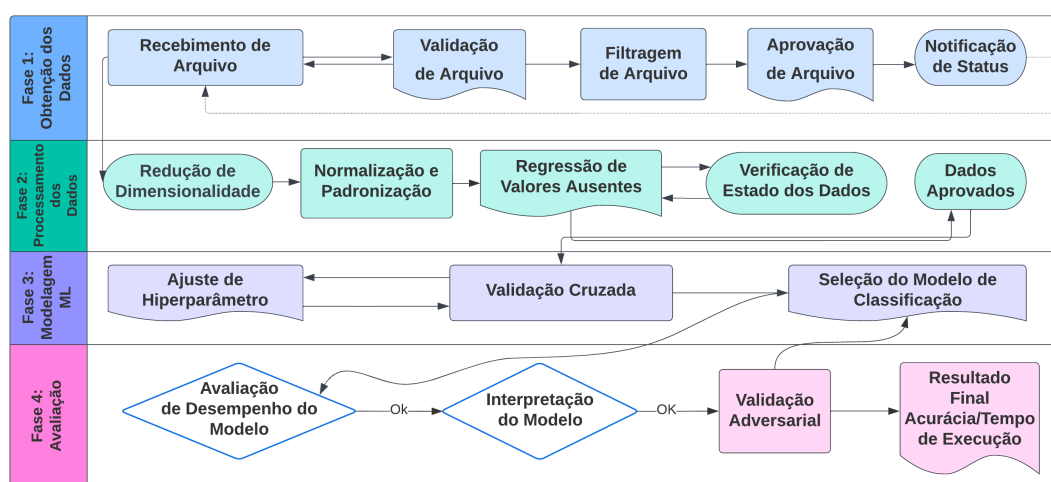 Fase 1:
Obtenção dos
Dados
Recebimento de
Arquivo
Validação
de Arquivo
Filtragem
de Arquivo
Aprovação
de Arquivo
Notificação
de Status
Fase 2:
Processamento
dos
Dados
Redução de
Dimensionalidade
Normalização e
Padronização
Regressão de
Valores Ausentes
Verificação de
Estado dos Dados
Dados
Aprovados
Fase 3:
Modelagem
ML
Ajuste de
Hiperparâmetro
Validação Cruzada
Seleção do Modelo de
Classificação
Fase 4:
Avaliação
Avaliação
de Desempenho do
Modelo
Ok
Interpretação
do Modelo
OK
Validação
Adversarial
Resultado
Final
Acurácia/Tempo
de Execução